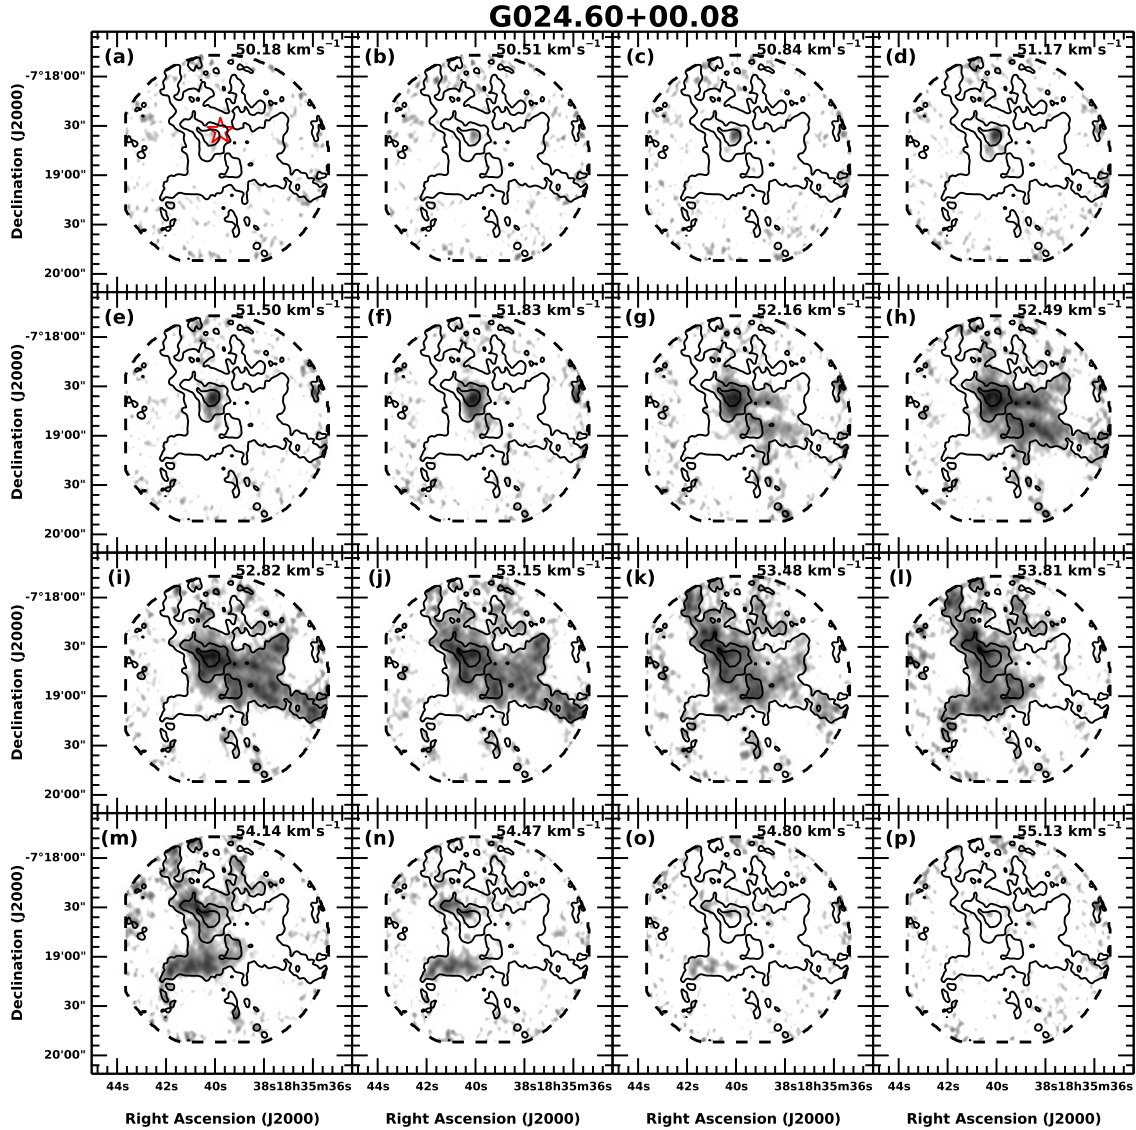 G024.60+00.08
(a) 50.18 km s⁻¹ (b) 50.51 km s⁻¹ (c) 50.84 km s⁻¹ (d) 51.17 km s⁻¹
-7°18'00"
30"
19'00"
30"
20'00"
Declination (J2000)
(e) 51.50 km s⁻¹ (f) 51.83 km s⁻¹ (g) 52.16 km s⁻¹ (h) 52.49 km s⁻¹
-7°18'00"
30"
19'00"
30"
20'00"
Declination (J2000)
(i) 52.82 km s⁻¹ (j) 53.15 km s⁻¹ (k) 53.48 km s⁻¹ (l) 53.81 km s⁻¹
-7°18'00"
30"
19'00"
30"
20'00"
Declination (J2000)
(m) 54.14 km s⁻¹ (n) 54.47 km s⁻¹ (o) 54.80 km s⁻¹ (p) 55.13 km s⁻¹
-7°18'00"
30"
19'00"
30"
20'00"
Declination (J2000)
44s 42s 40s 38s18h35m36s 44s 42s 40s 38s18h35m36s 44s 42s 40s 38s18h35m36s 44s 42s 40s 38s18h35m36s
Right Ascension (J2000) Right Ascension (J2000) Right Ascension (J2000) Right Ascension (J2000)